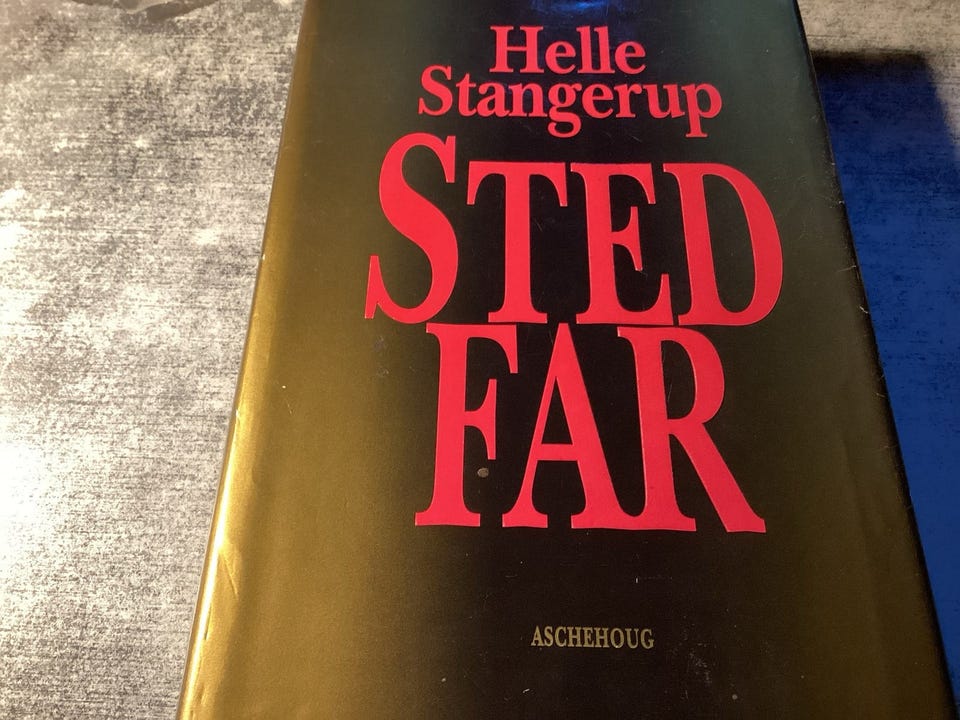 Helle
Stangerup
STED
FAR
ASCHEHOUG